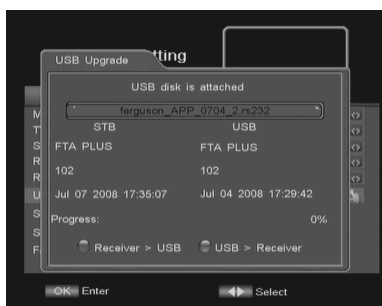 tting
USB Upgrade
USB disk is attached
ferguson_APP_0704_2.rs232
STB USB
FTA PLUS FTA PLUS
102 102
Jul 07 2008 17:35:07 Jul 04 2008 17:29:42
Progress: 0%
Receiver > USB USB > Receiver
M
T
S
R
R
U
S
S
F
OK Enter Select